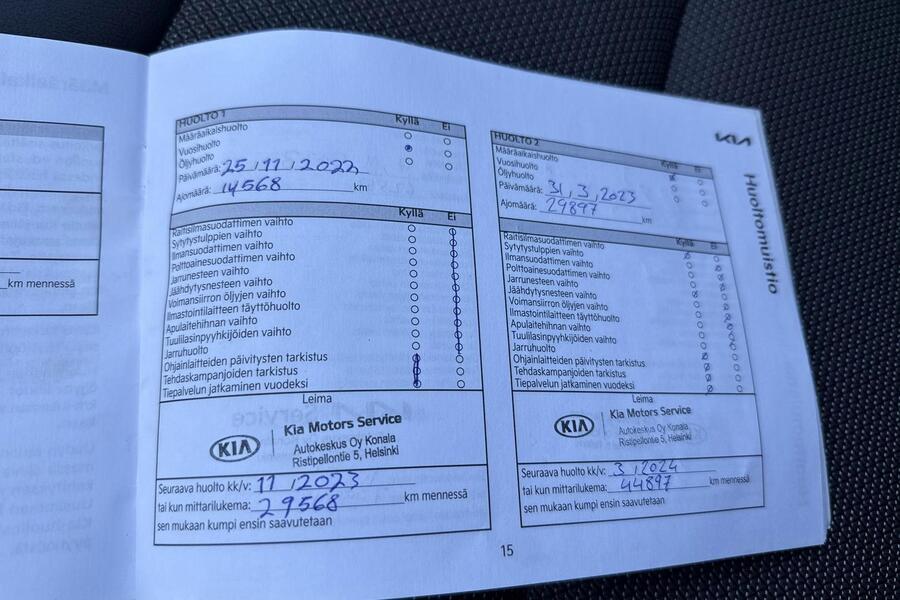 km mennessä
HUOLTO 1
Kyllä Ei
Määräaikaishuolto
Vuosihuolto
Öljyhuolto
Päivämäärä: 25 / 11 / 2022
Ajomäärä: 14568 km
Kyllä Ei
Raitisilmasuodattimen vaihto
Sytytystulppien vaihto
Ilmansuodattimen vaihto
Polttoainesuodattimen vaihto
Jarrunesteen vaihto
Jäähdytysnesteen vaihto
Voimansiirron öljyjen vaihto
Ilmastointilaitteen täyttöhuolto
Apulaitehihnan vaihto
Tuulilasinpyyhkijöiden vaihto
Jarruhuolto
Ohjainlaitteiden päivitysten tarkistus
Tehdaskampanjoiden tarkistus
Tiepalvelun jatkaminen vuodeksi
Leima
KIA Kia Motors Service
Autokeskus Oy Konala
Ristipellontie 5, Helsinki
Seuraava huolto kk/v: 11 / 2023
tai kun mittarilukema: 29568 km mennessä
sen mukaan kumpi ensin saavutetaan
HUOLTO 2
Kyllä Ei
Määräaikaishuolto
Vuosihuolto
Öljyhuolto
Päivämäärä: 31, 3, 2023
Ajomäärä: 29897 km
Kyllä Ei
Raitisilmasuodattimen vaihto
Sytytystulppien vaihto
Ilmansuodattimen vaihto
Polttoainesuodattimen vaihto
Jarrunesteen vaihto
Jäähdytysnesteen vaihto
Voimansiirron öljyjen vaihto
Ilmastointilaitteen täyttöhuolto
Apulaitehihnan vaihto
Tuulilasinpyyhkijöiden vaihto
Jarruhuolto
Ohjainlaitteiden päivitysten tarkistus
Tehdaskampanjoiden tarkistus
Tiepalvelun jatkaminen vuodeksi
Leima
KIA Kia Motors Service
Autokeskus Oy Konala
Ristipellontie 5, Helsinki
Seuraava huolto kk/v: 3, 2024
tai kun mittarilukema: 44897 km mennessä
sen mukaan kumpi ensin saavutetaan
KIA
Huoltomuistio
15